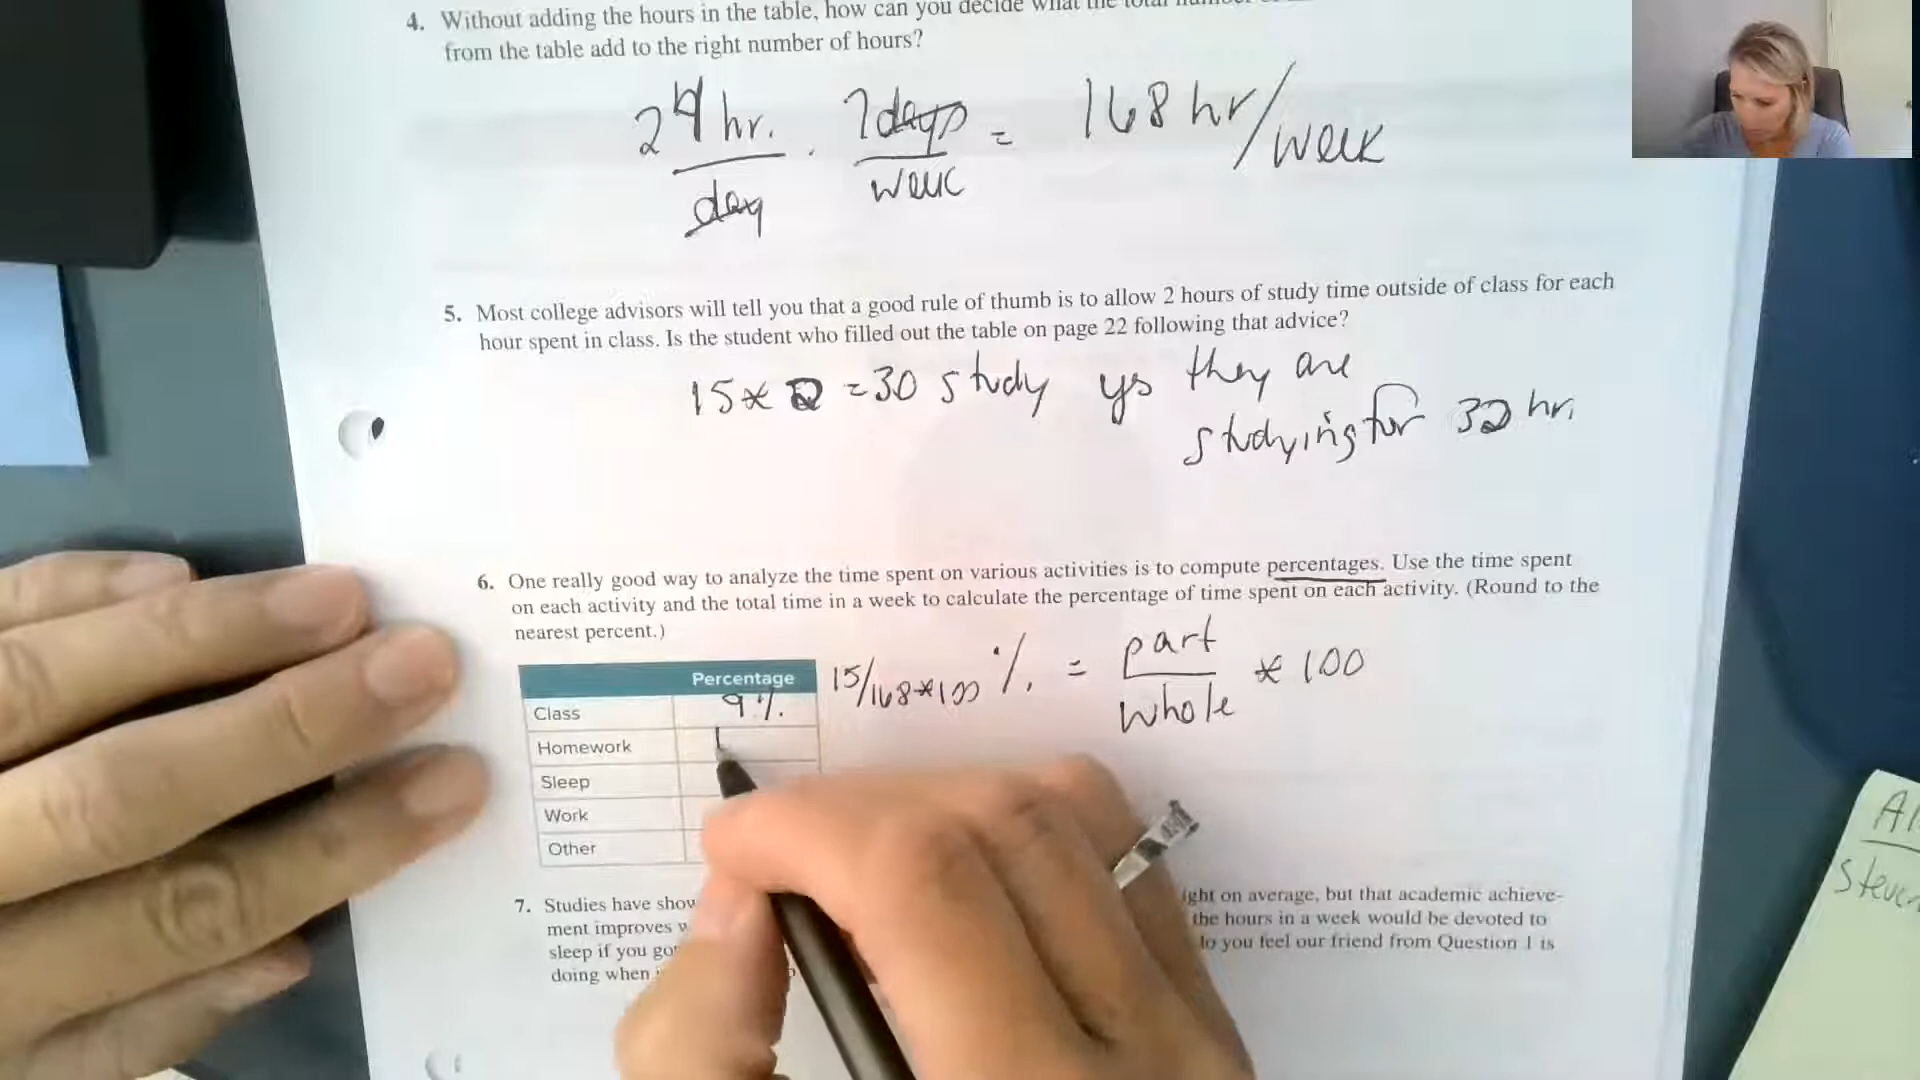 4. Without adding the hours in the table, how can you decide what the total number
from the table add to the right number of hours?
24 hr. . 7 days = 168 hr/week
day week
5. Most college advisors will tell you that a good rule of thumb is to allow 2 hours of study time outside of class for each
hour spent in class. Is the student who filled out the table on page 22 following that advice?
15 * 2 = 30 study ys they are
studying for 32 hr.
6. One really good way to analyze the time spent on various activities is to compute percentages. Use the time spent
on each activity and the total time in a week to calculate the percentage of time spent on each activity. (Round to the
nearest percent.)
Percentage
Class 9%
15/168*100
% = part * 100
whole
Homework
Sleep
Work
Other
7. Studies have show ight on average, but that academic achieve-
ment improves w the hours in a week would be devoted to
sleep if you go do you feel our friend from Question 1 is
doing when